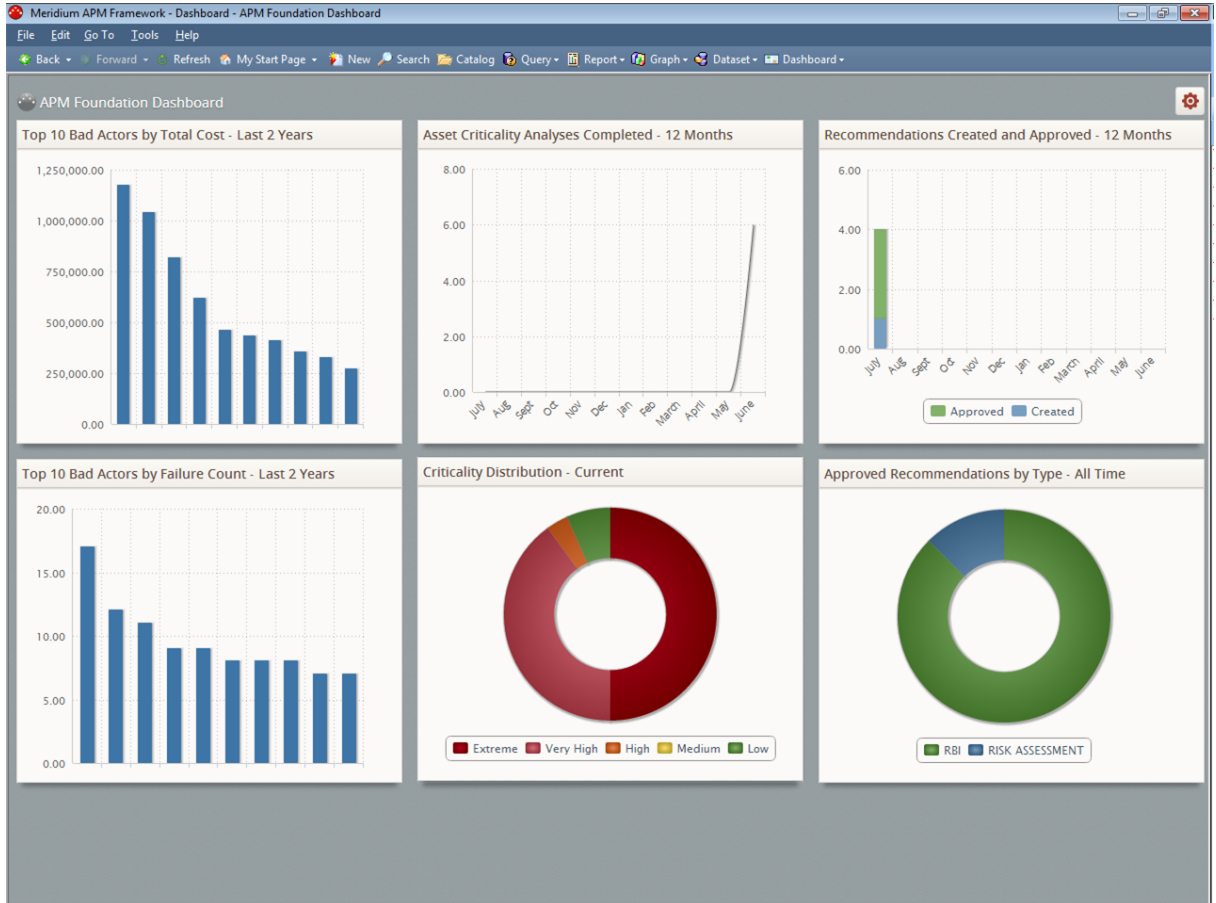 Meridium APM Framework - Dashboard - APM Foundation Dashboard
File Edit Go To Tools Help
Back Forward Refresh My Start Page New Search Catalog Query Report Graph Dataset Dashboard
APM Foundation Dashboard
Top 10 Bad Actors by Total Cost - Last 2 Years
1,250,000.00
1,000,000.00
750,000.00
500,000.00
250,000.00
0.00
Asset Criticality Analyses Completed - 12 Months
8.00
6.00
4.00
2.00
0.00
July Aug Sept Oct Nov Dec Jan Feb March April May June
Recommendations Created and Approved - 12 Months
6.00
4.00
2.00
0.00
July Aug Sept Oct Nov Dec Jan Feb March April May June
Approved Created
Top 10 Bad Actors by Failure Count - Last 2 Years
20.00
15.00
10.00
5.00
0.00
Criticality Distribution - Current
Extreme Very High High Medium Low
Approved Recommendations by Type - All Time
RBI RISK ASSESSMENT